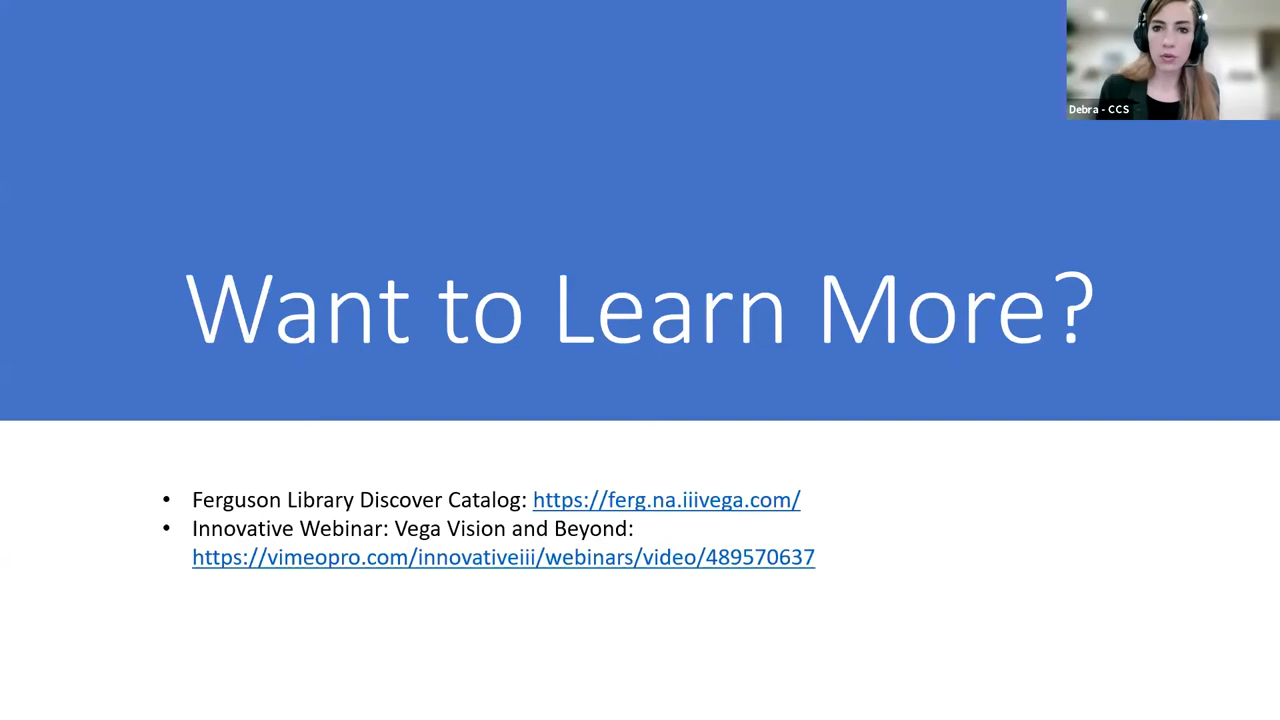 Debra - CCS
Want to Learn More?
• Ferguson Library Discover Catalog: https://ferg.na.iiivega.com/
• Innovative Webinar: Vega Vision and Beyond:
https://vimeopro.com/innovativeiii/webinars/video/489570637